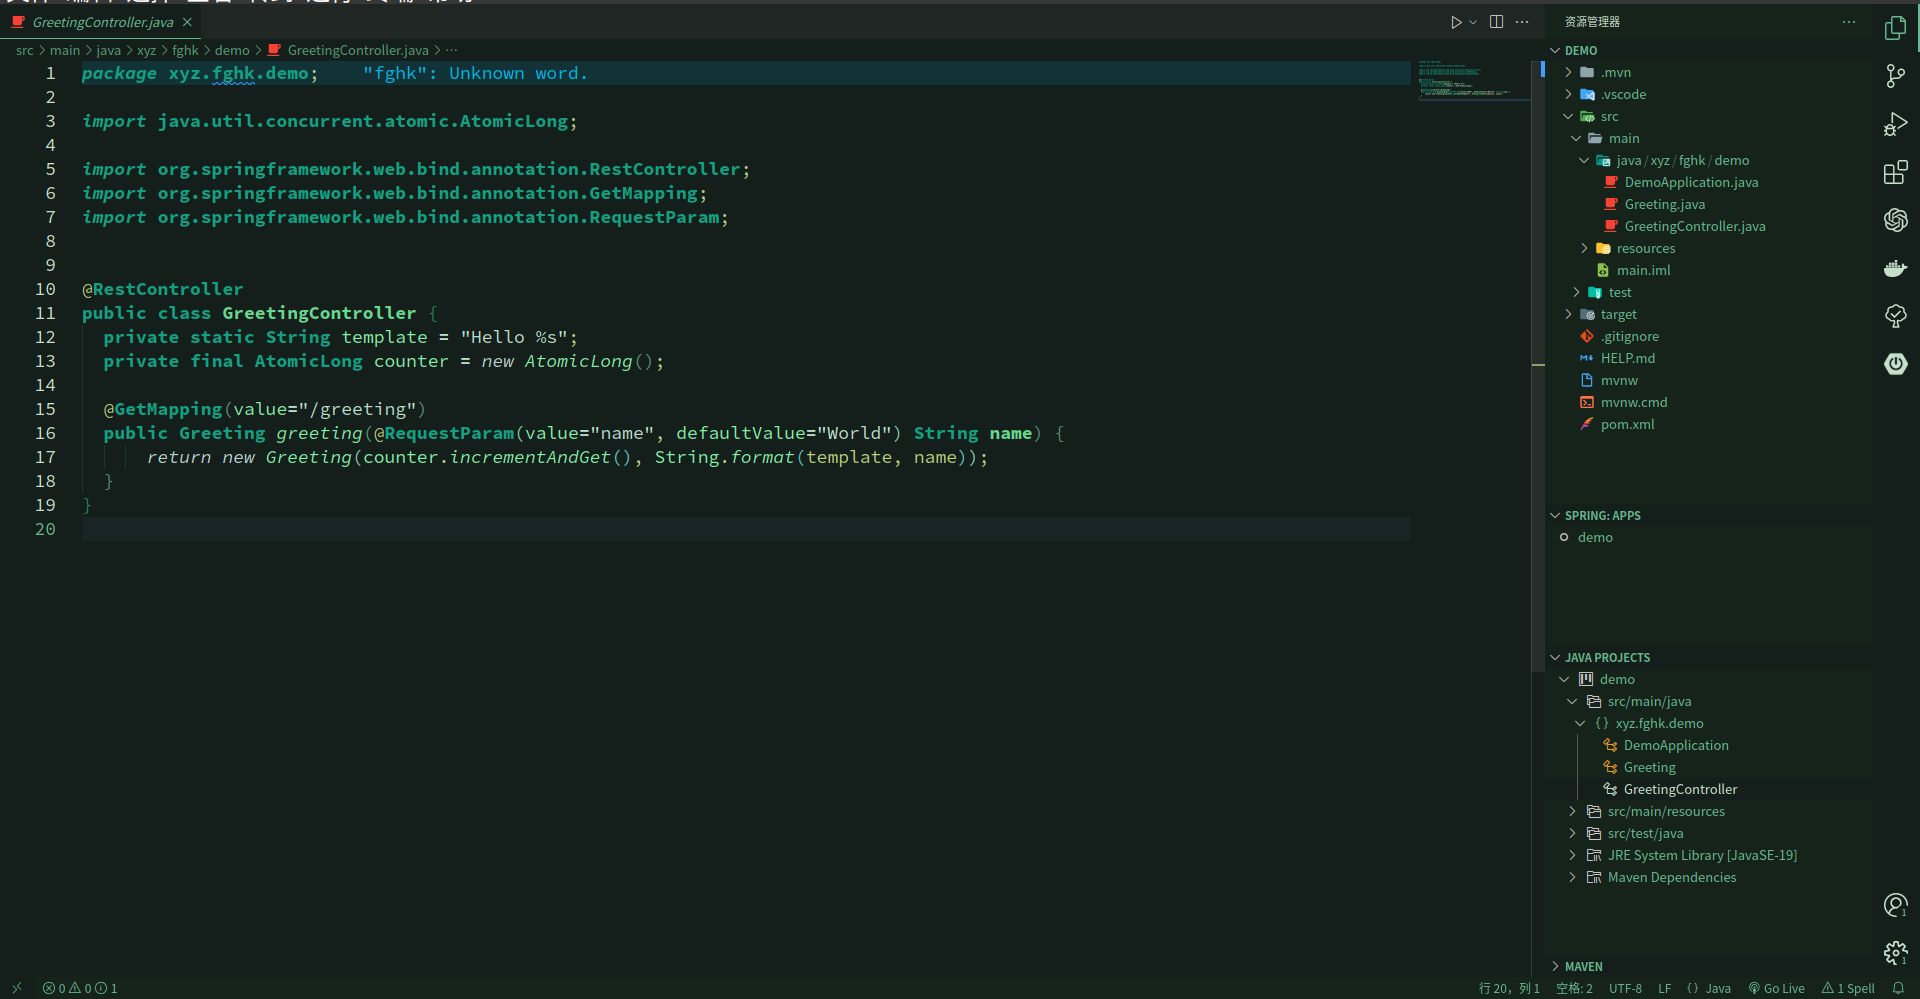 GreetingController.java
src > main > java > xyz > fghk > demo > GreetingController.java > ···
1 package xyz.fghk.demo; "fghk": Unknown word.
2
3 import java.util.concurrent.atomic.AtomicLong;
4
5 import org.springframework.web.bind.annotation.RestController;
6 import org.springframework.web.bind.annotation.GetMapping;
7 import org.springframework.web.bind.annotation.RequestParam;
8
9
10 @RestController
11 public class GreetingController {
12 private static String template = "Hello %s";
13 private final AtomicLong counter = new AtomicLong();
14
15 @GetMapping(value="/greeting")
16 public Greeting greeting(@RequestParam(value="name", defaultValue="World") String name) {
17 return new Greeting(counter.incrementAndGet(), String.format(template, name));
18 }
19 }
20
资源管理器
DEMO
.mvn
.vscode
src
main
java / xyz / fghk / demo
DemoApplication.java
Greeting.java
GreetingController.java
resources
main.iml
test
target
.gitignore
HELP.md
mvnw
mvnw.cmd
pom.xml
SPRING: APPS
demo
JAVA PROJECTS
demo
src/main/java
{} xyz.fghk.demo
DemoApplication
Greeting
GreetingController
src/main/resources
src/test/java
JRE System Library [JavaSE-19]
Maven Dependencies
MAVEN
1
1
0 0 1
行 20，列 1 空格: 2 UTF-8 LF {} Java Go Live 1 Spell